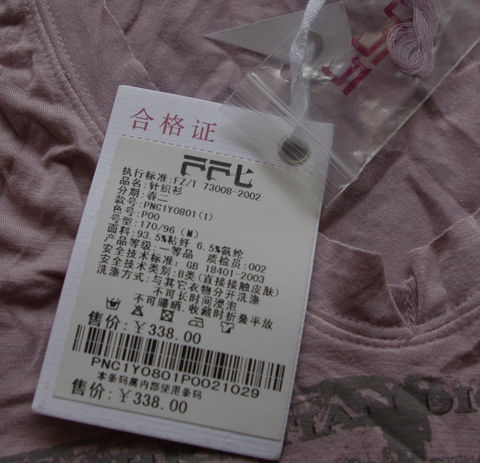 合格证
执行标准:FZ/T 73008-2002
品名:针织衫
分期:春二
款号:PNC1Y0801(1)
色号:P00
号型:170/96 (M)
面料:93.5%粘纤 6.5%氨纶
产品等级:一等品 质检员:002
安全技术标准: GB 18401-2003
安全技术类别:B类(直接接触皮肤)
洗涤方式:与其它衣物分开洗涤
不可长时间浸泡
不可曝晒,收藏时折叠平放
售价:¥338.00
PNC1Y0801P0021029
本条码属内部使用条码
售价:¥338.00